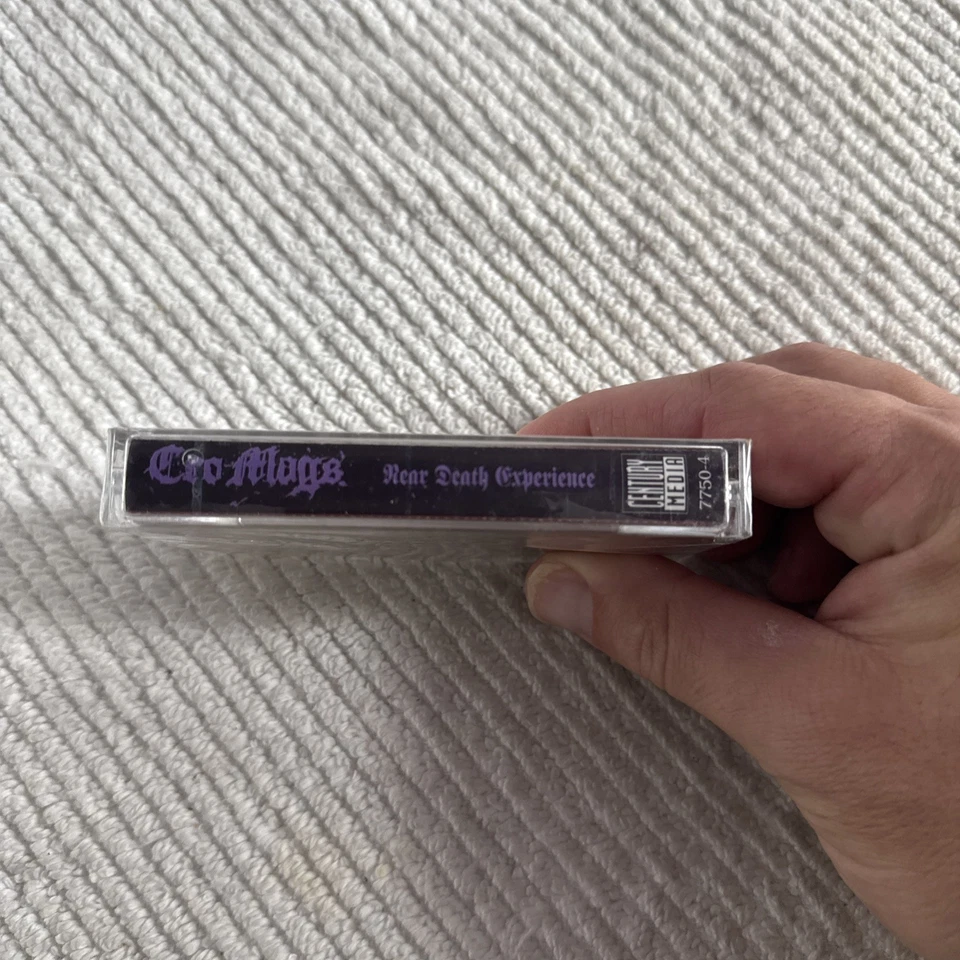 Cro Mags
Near Death Experience
CENTURY
MEDIA
7750-4